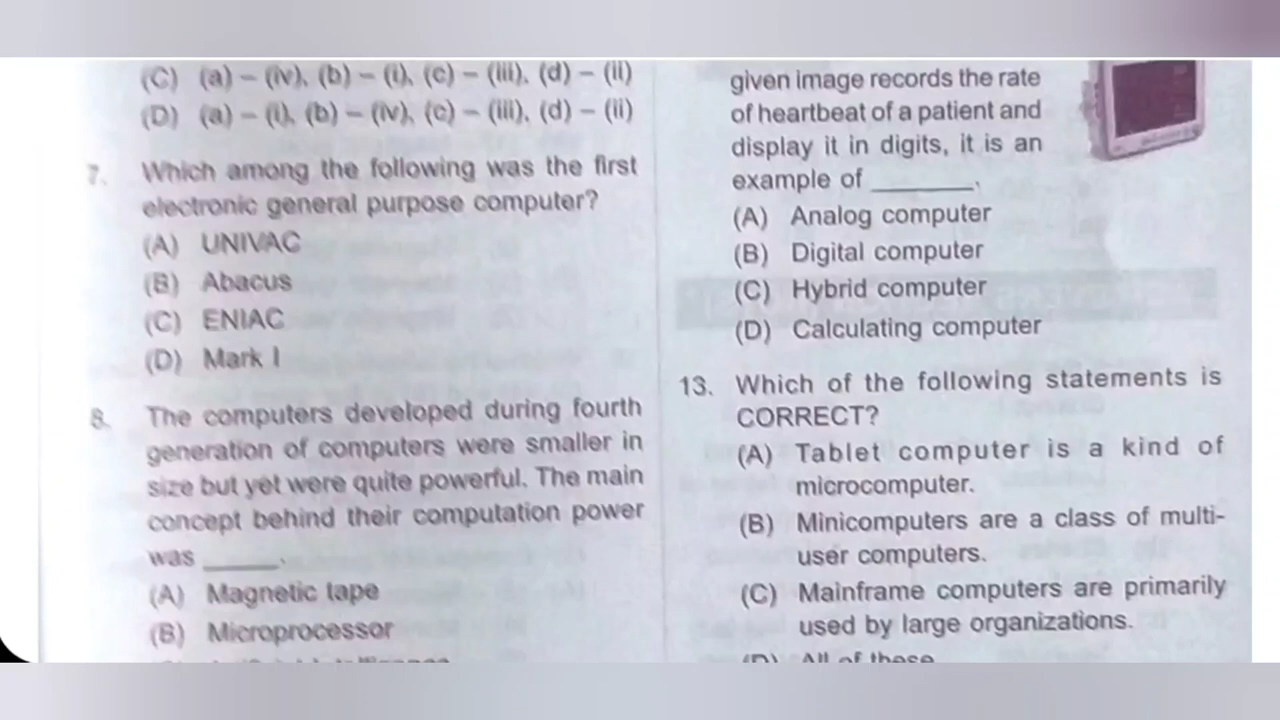 (C) (a) – (iv), (b) – (i), (c) – (iii), (d) – (ii)
(D) (a) – (i), (b) – (iv), (c) – (iii), (d) – (ii)
7. Which among the following was the first
electronic general purpose computer?
(A) UNIVAC
(B) Abacus
(C) ENIAC
(D) Mark I
8. The computers developed during fourth
generation of computers were smaller in
size but yet were quite powerful. The main
concept behind their computation power
was ______.
(A) Magnetic tape
(B) Microprocessor
given image records the rate
of heartbeat of a patient and
display it in digits, it is an
example of ________.
(A) Analog computer
(B) Digital computer
(C) Hybrid computer
(D) Calculating computer
13. Which of the following statements is
CORRECT?
(A) Tablet computer is a kind of
microcomputer.
(B) Minicomputers are a class of multi-
user computers.
(C) Mainframe computers are primarily
used by large organizations.
(D) All of these